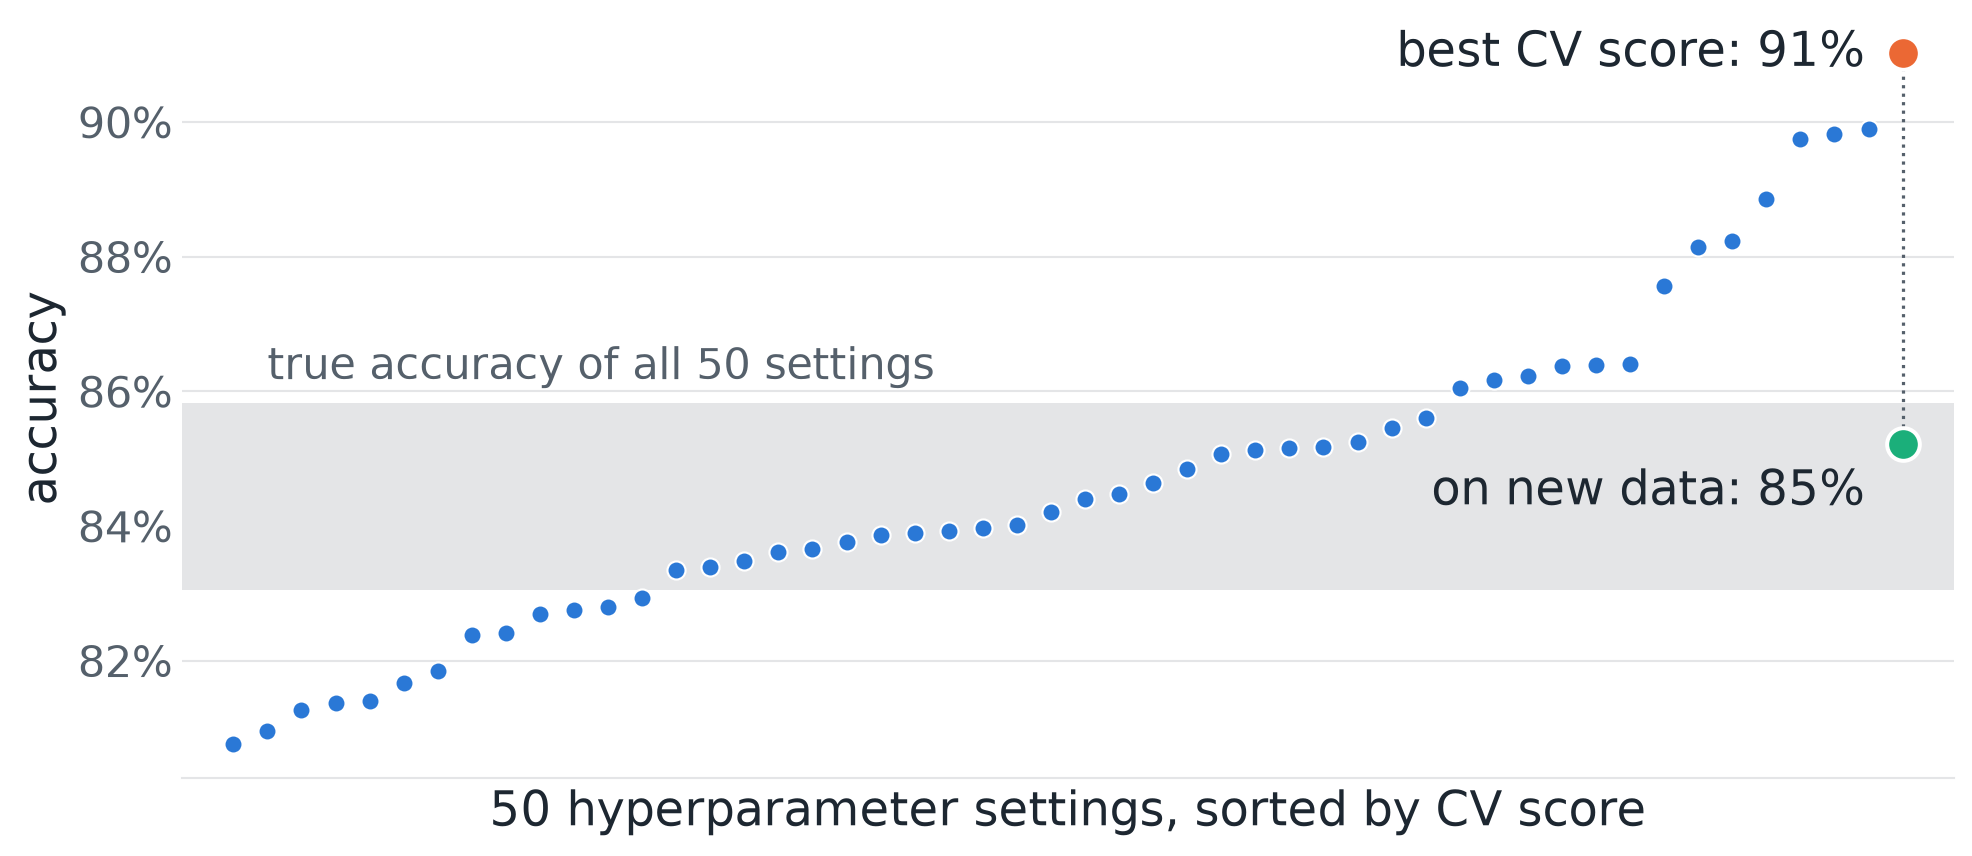 best CV score: 91%
90%
88%
true accuracy of all 50 settings
86%
accuracy
on new data: 85%
84%
82%
50 hyperparameter settings, sorted by CV score